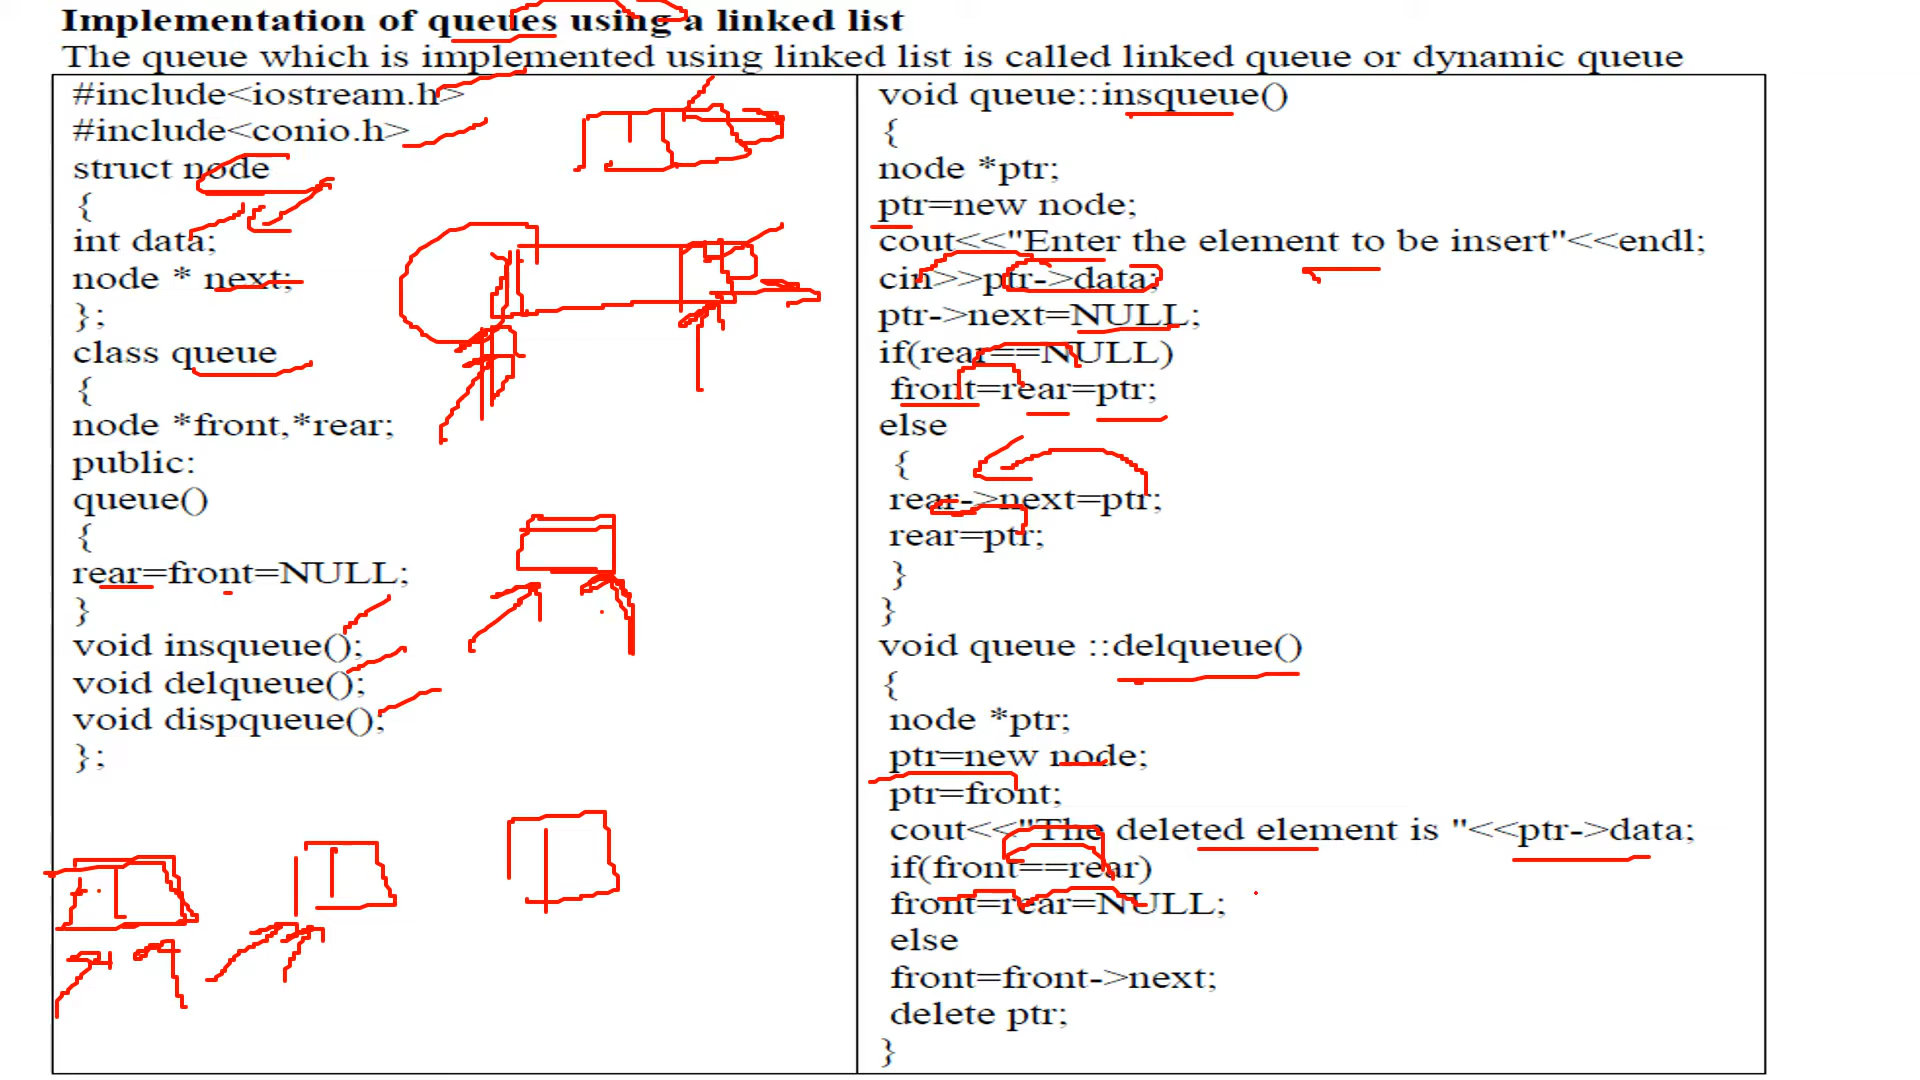 Implementation of queues using a linked list
The queue which is implemented using linked list is called linked queue or dynamic queue
#include<iostream.h>
#include<conio.h>
struct node
{
int data;
node * next;
};
class queue
{
node *front,*rear;
public:
queue()
{
rear=front=NULL;
}
void insqueue();
void delqueue();
void dispqueue();
};
void queue::insqueue()
{
node *ptr;
ptr=new node;
cout<<"Enter the element to be insert"<<endl;
cin>>ptr->data;
ptr->next=NULL;
if(rear==NULL)
front=rear=ptr;
else
{
rear->next=ptr;
rear=ptr;
}
}
void queue ::delqueue()
{
node *ptr;
ptr=new node;
ptr=front;
cout<<"The deleted element is "<<ptr->data;
if(front==rear)
front=rear=NULL;
else
front=front->next;
delete ptr;
}